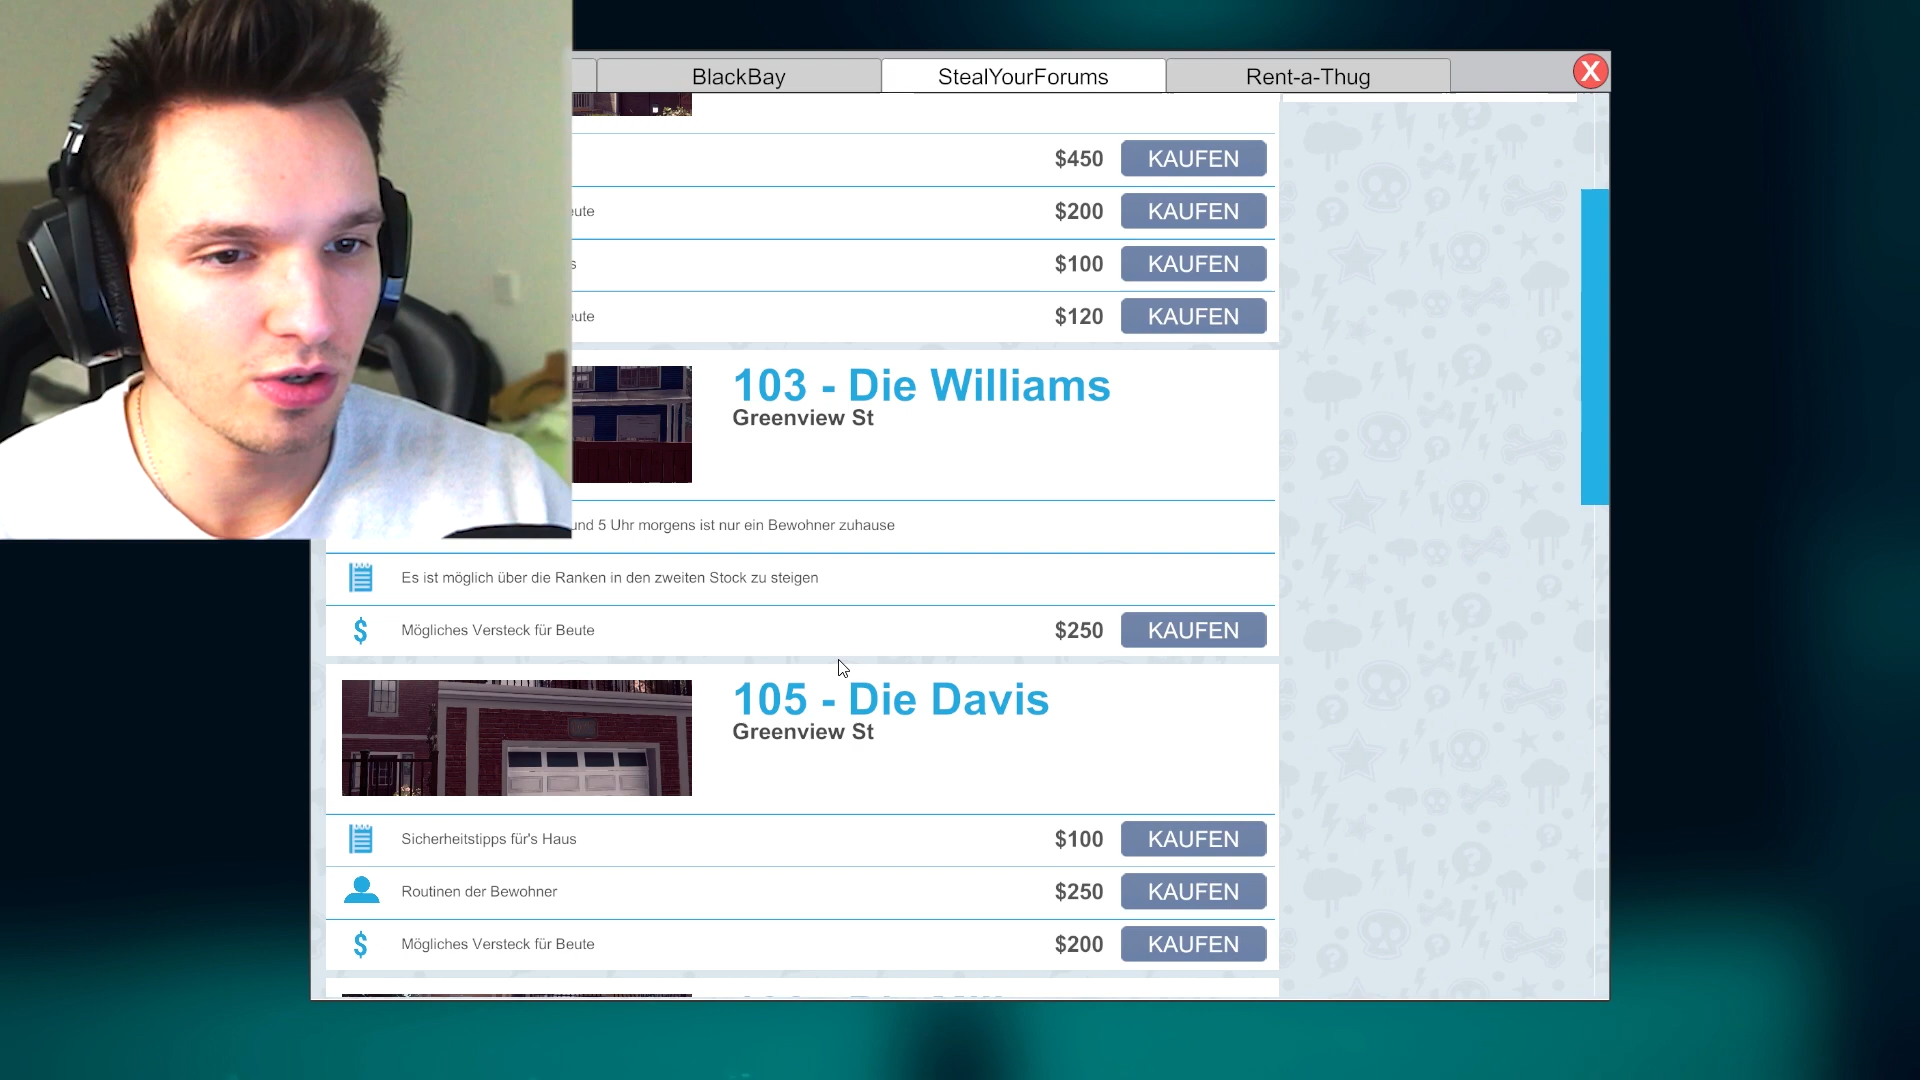 BlackBay
StealYourForums
Rent-a-Thug
X
$450 KAUFEN
$200 KAUFEN
$100 KAUFEN
$120 KAUFEN
103 - Die Williams
Greenview St
und 5 Uhr morgens ist nur ein Bewohner zuhause
Es ist möglich über die Ranken in den zweiten Stock zu steigen
$ Mögliches Versteck für Beute $250 KAUFEN
105 - Die Davis
Greenview St
Sicherheitstipps für's Haus $100 KAUFEN
Routinen der Bewohner $250 KAUFEN
$ Mögliches Versteck für Beute $200 KAUFEN